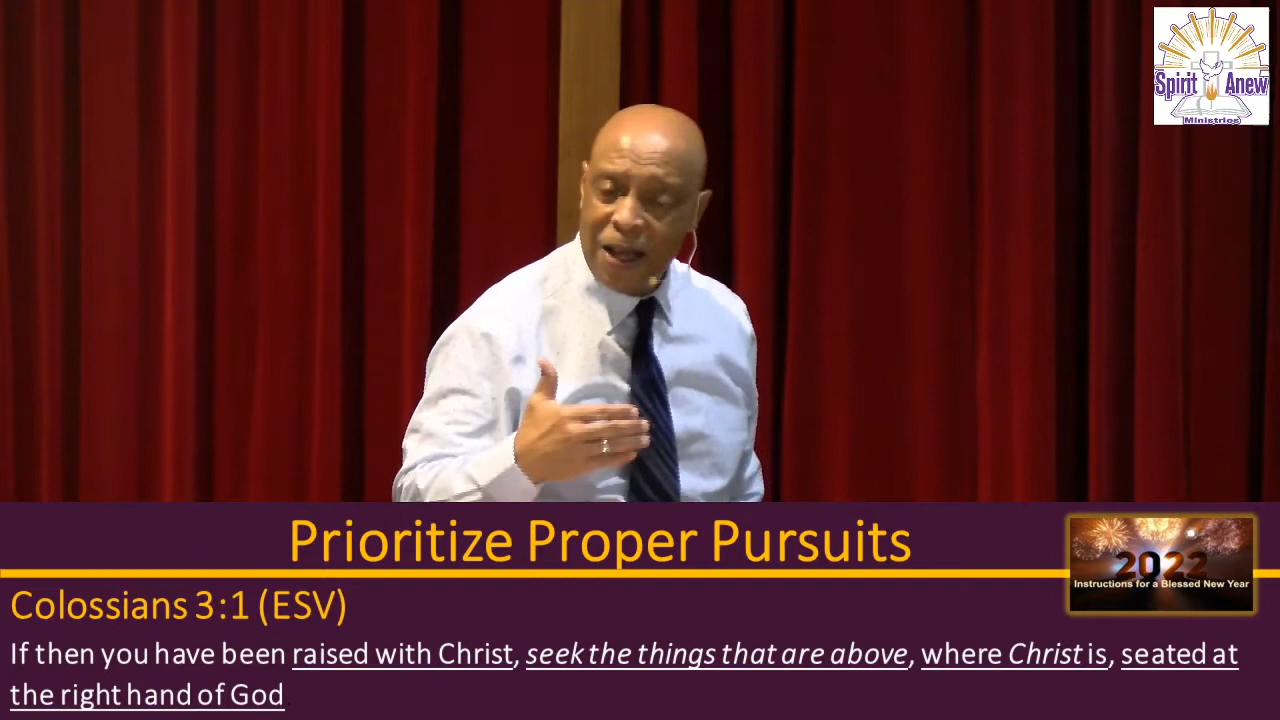 Spirit Anew
Ministries
Prioritize Proper Pursuits
2022
Instructions for a Blessed New Year
Colossians 3:1 (ESV)
If then you have been raised with Christ, seek the things that are above, where Christ is, seated at
the right hand of God